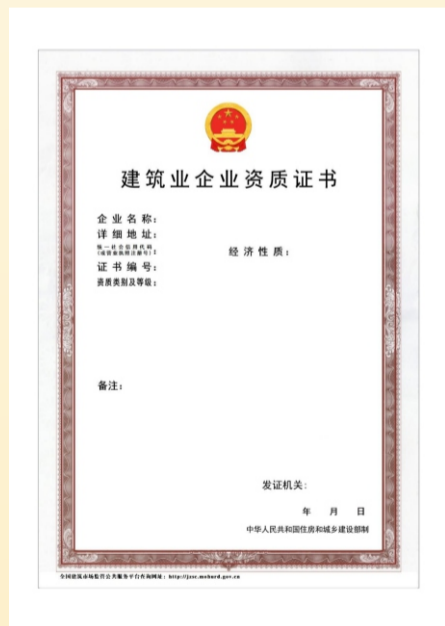 建筑业企业资质证书
企业名称：
详细地址：
统一社会信用代码
(或营业执照注册号)： 经济性质：
证书编号：
资质类别及等级：
备注：
发证机关：
年 月 日
中华人民共和国住房和城乡建设部制
全国建筑市场监管公共服务平台查询网址：http://jzsc.mohurd.gov.cn